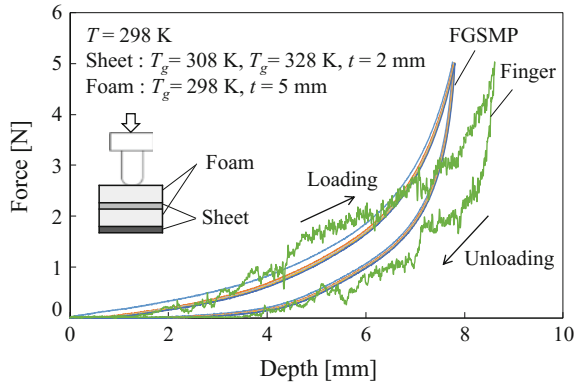 T = 298 K
Sheet : Tg= 308 K, Tg= 328 K, t = 2 mm
Foam : Tg= 298 K, t = 5 mm
FGSMP
Finger
Foam
Sheet
Loading
Unloading
Force [N]
6
5
4
3
2
1
0
0
2
4
6
8
10
Depth [mm]